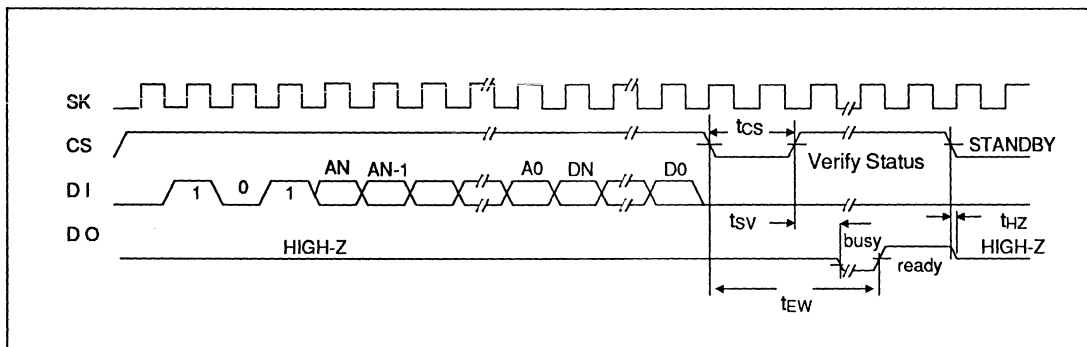 SK
tCS
CS
STANDBY
Verify Status
AN AN-1 A0 DN D0
DI 1 0 1
tSV tHZ
DO
busy
HIGH-Z HIGH-Z
ready
tEW